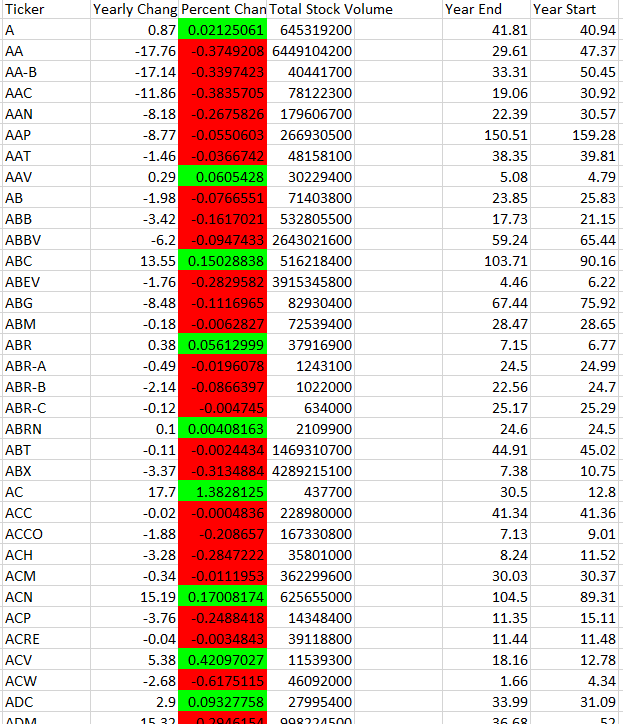 Ticker Yearly Chang Percent Chan Total Stock Volume Year End Year Start
A 0.87 0.02125061 645319200 41.81 40.94
AA -17.76 -0.3749208 6449104200 29.61 47.37
AA-B -17.14 -0.3397423 40441700 33.31 50.45
AAC -11.86 -0.3835705 78122300 19.06 30.92
AAN -8.18 -0.2675826 179606700 22.39 30.57
AAP -8.77 -0.0550603 266930500 150.51 159.28
AAT -1.46 -0.0366742 48158100 38.35 39.81
AAV 0.29 0.0605428 30229400 5.08 4.79
AB -1.98 -0.0766551 71403800 23.85 25.83
ABB -3.42 -0.1617021 532805500 17.73 21.15
ABBV -6.2 -0.0947433 2643021600 59.24 65.44
ABC 13.55 0.15028838 516218400 103.71 90.16
ABEV -1.76 -0.2829582 3915345800 4.46 6.22
ABG -8.48 -0.1116965 82930400 67.44 75.92
ABM -0.18 -0.0062827 72539400 28.47 28.65
ABR 0.38 0.05612999 37916900 7.15 6.77
ABR-A -0.49 -0.0196078 1243100 24.5 24.99
ABR-B -2.14 -0.0866397 1022000 22.56 24.7
ABR-C -0.12 -0.004745 634000 25.17 25.29
ABRN 0.1 0.00408163 2109900 24.6 24.5
ABT -0.11 -0.0024434 1469310700 44.91 45.02
ABX -3.37 -0.3134884 4289215100 7.38 10.75
AC 17.7 1.3828125 437700 30.5 12.8
ACC -0.02 -0.0004836 228980000 41.34 41.36
ACCO -1.88 -0.208657 167330800 7.13 9.01
ACH -3.28 -0.2847222 35801000 8.24 11.52
ACM -0.34 -0.0111953 362299600 30.03 30.37
ACN 15.19 0.17008174 625655000 104.5 89.31
ACP -3.76 -0.2488418 14348400 11.35 15.11
ACRE -0.04 -0.0034843 39118800 11.44 11.48
ACV 5.38 0.42097027 11539300 18.16 12.78
ACW -2.68 -0.6175115 46092000 1.66 4.34
ADC 2.9 0.09327758 27995400 33.99 31.09
ADM -15.32 -0.2946154 998224500 36.68 52